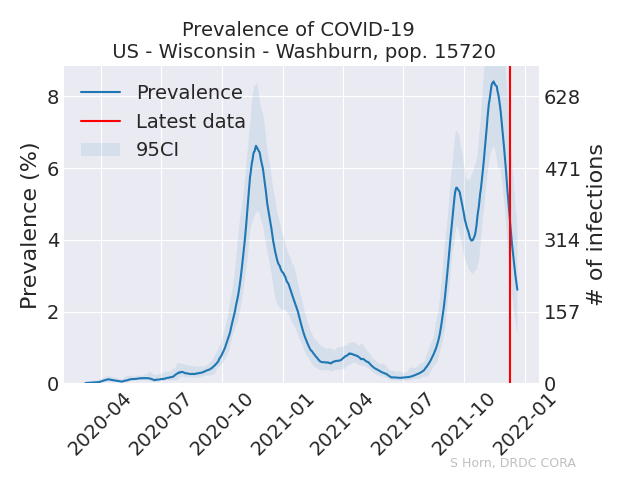 Prevalence of COVID-19
US - Wisconsin - Washburn, pop. 15720
Prevalence
Latest data
95CI
Prevalence (%)
8
6
4
2
0
# of infections
628
471
314
157
0
2020-04
2020-07
2020-10
2021-01
2021-04
2021-07
2021-10
2022-01
S Horn, DRDC CORA